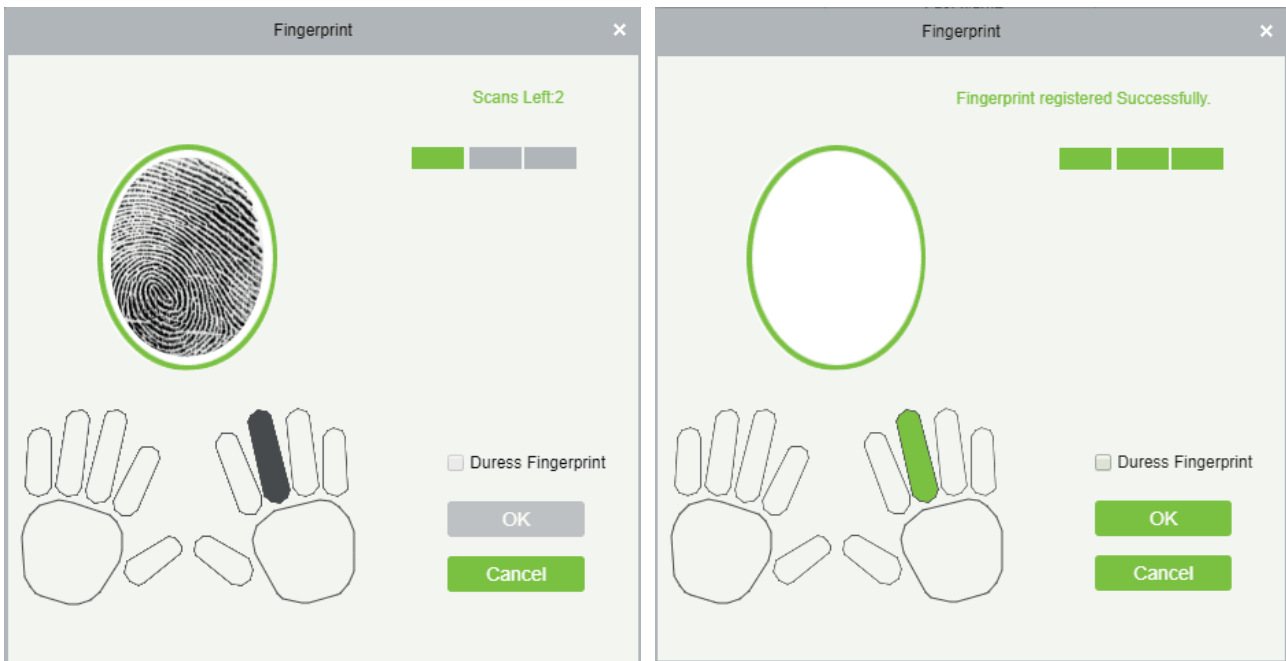 Fingerprint ×
Scans Left:2
Duress Fingerprint
OK
Cancel
Fingerprint ×
Fingerprint registered Successfully.
Duress Fingerprint
OK
Cancel